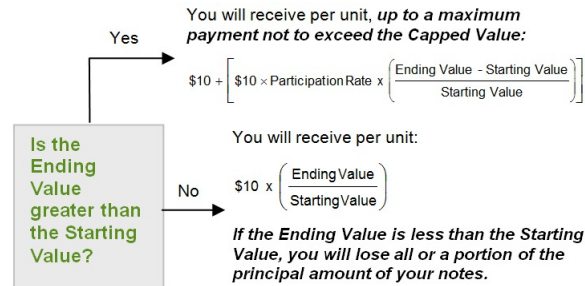 You will receive per unit, up to a maximum
payment not to exceed the Capped Value:
Yes
$10 + [ $10 × Participation Rate x ( Ending Value - Starting Value / Starting Value ) ]
Is the
Ending
Value
greater than
the Starting
Value?
No
You will receive per unit:
$10 x ( Ending Value / Starting Value )
If the Ending Value is less than the Starting
Value, you will lose all or a portion of the
principal amount of your notes.